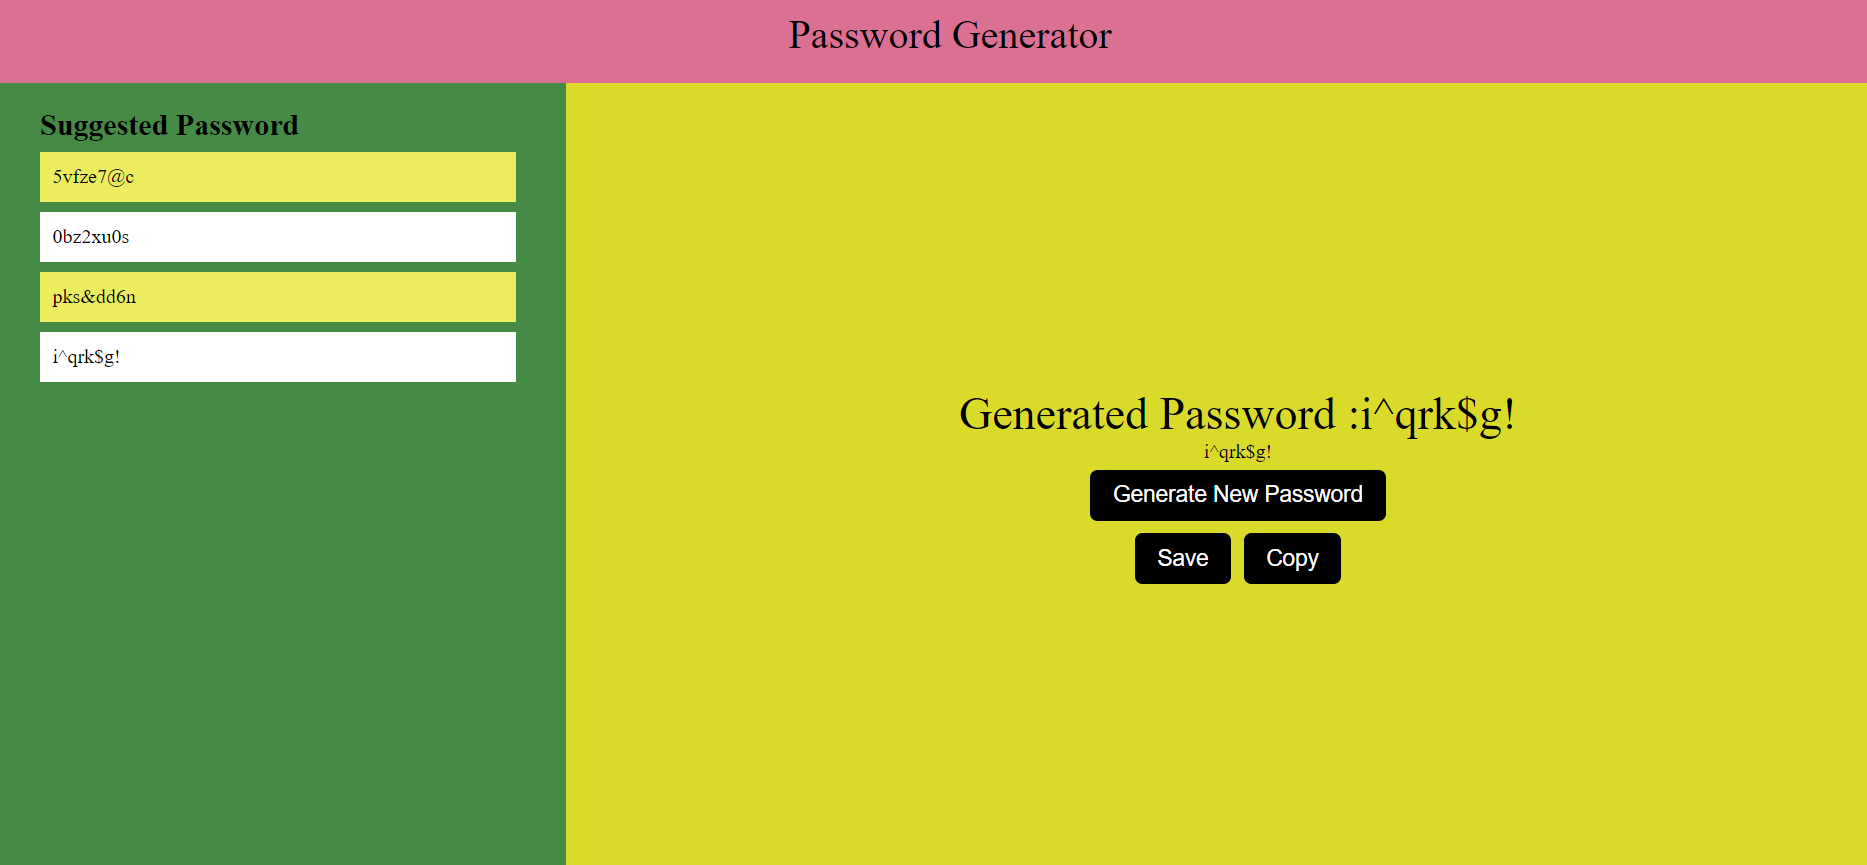 Password Generator
Suggested Password
5vfze7@c
0bz2xu0s
pks&dd6n
i^qrk$g!
Generated Password :i^qrk$g!
i^qrk$g!
Generate New Password
Save
Copy